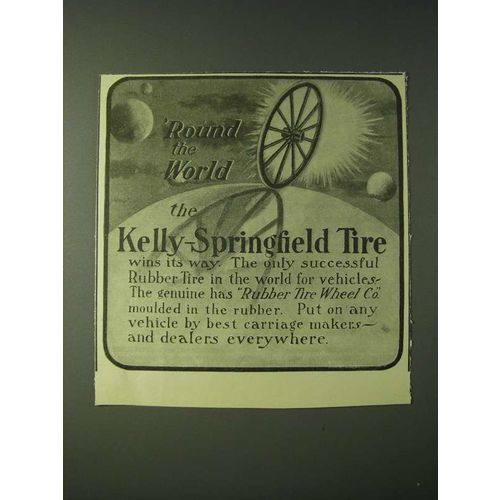 'Round
the
World
the
Kelly-Springfield Tire
wins its way. The only successful
Rubber Tire in the world for vehicles-
The genuine has "Rubber Tire Wheel Co."
moulded in the rubber. Put on any
vehicle by best carriage makers—
and dealers everywhere.